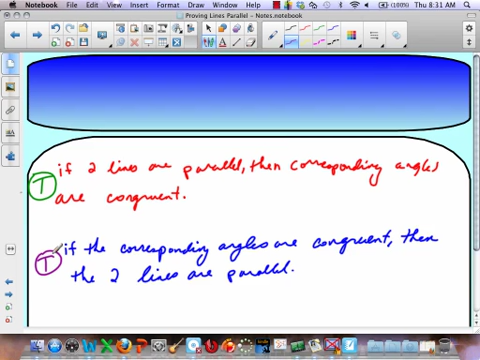 Notebook File Edit View Insert Format Draw Window Help (100%) Thu 8:31 AM
Proving Lines Parallel – Notes.notebook
T if 2 lines are parallel, then corresponding angles
are congruent.
T if the corresponding angles are congruent, then
the 2 lines are parallel.